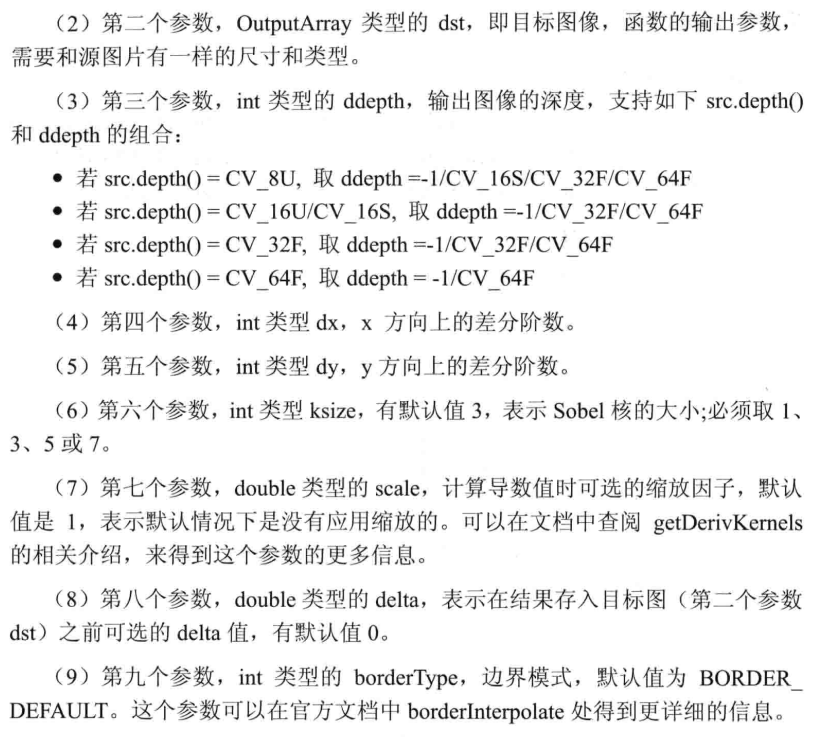 （2）第二个参数，OutputArray 类型的 dst，即目标图像，函数的输出参数，
需要和源图片有一样的尺寸和类型。
（3）第三个参数，int 类型的 ddepth，输出图像的深度，支持如下 src.depth()
和 ddepth 的组合：
● 若 src.depth() = CV_8U, 取 ddepth =-1/CV_16S/CV_32F/CV_64F
● 若 src.depth() = CV_16U/CV_16S, 取 ddepth =-1/CV_32F/CV_64F
● 若 src.depth() = CV_32F, 取 ddepth =-1/CV_32F/CV_64F
● 若 src.depth() = CV_64F, 取 ddepth = -1/CV_64F
（4）第四个参数，int 类型 dx，x 方向上的差分阶数。
（5）第五个参数，int 类型 dy，y 方向上的差分阶数。
（6）第六个参数，int 类型 ksize，有默认值 3，表示 Sobel 核的大小;必须取 1、
3、5 或 7。
（7）第七个参数，double 类型的 scale，计算导数值时可选的缩放因子，默认
值是 1，表示默认情况下是没有应用缩放的。可以在文档中查阅 getDerivKernels
的相关介绍，来得到这个参数的更多信息。
（8）第八个参数，double 类型的 delta，表示在结果存入目标图（第二个参数
dst）之前可选的 delta 值，有默认值 0。
（9）第九个参数，int 类型的 borderType，边界模式，默认值为 BORDER_
DEFAULT。这个参数可以在官方文档中 borderInterpolate 处得到更详细的信息。